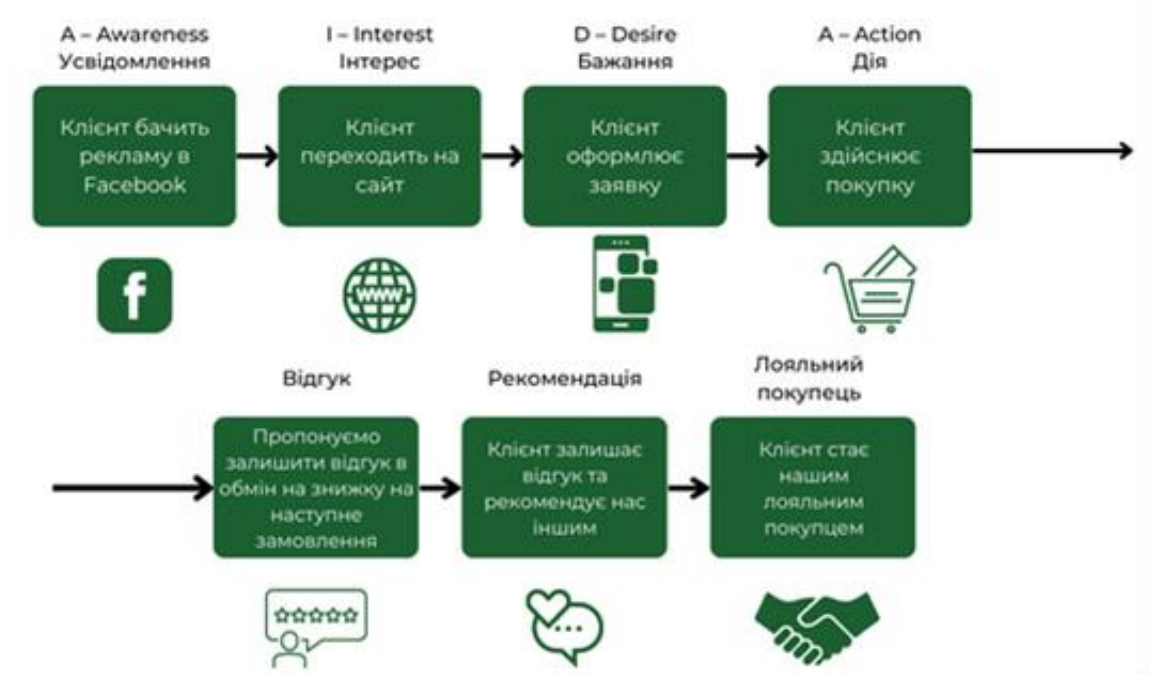 A – Awareness
Усвідомлення
Клієнт бачить
рекламу в
Facebook
f
I – Interest
Інтерес
Клієнт
переходить на
сайт
www
D – Desire
Бажання
Клієнт
оформлює
заявку
A – Action
Дія
Клієнт
здійснює
покупку
Відгук
Пропонуємо
залишити відгук в
обмін на знижку на
наступне
замовлення
Рекомендація
Клієнт залишає
відгук та
рекомендує нас
іншим
Лояльний
покупець
Клієнт стає
нашим
лояльним
покупцем